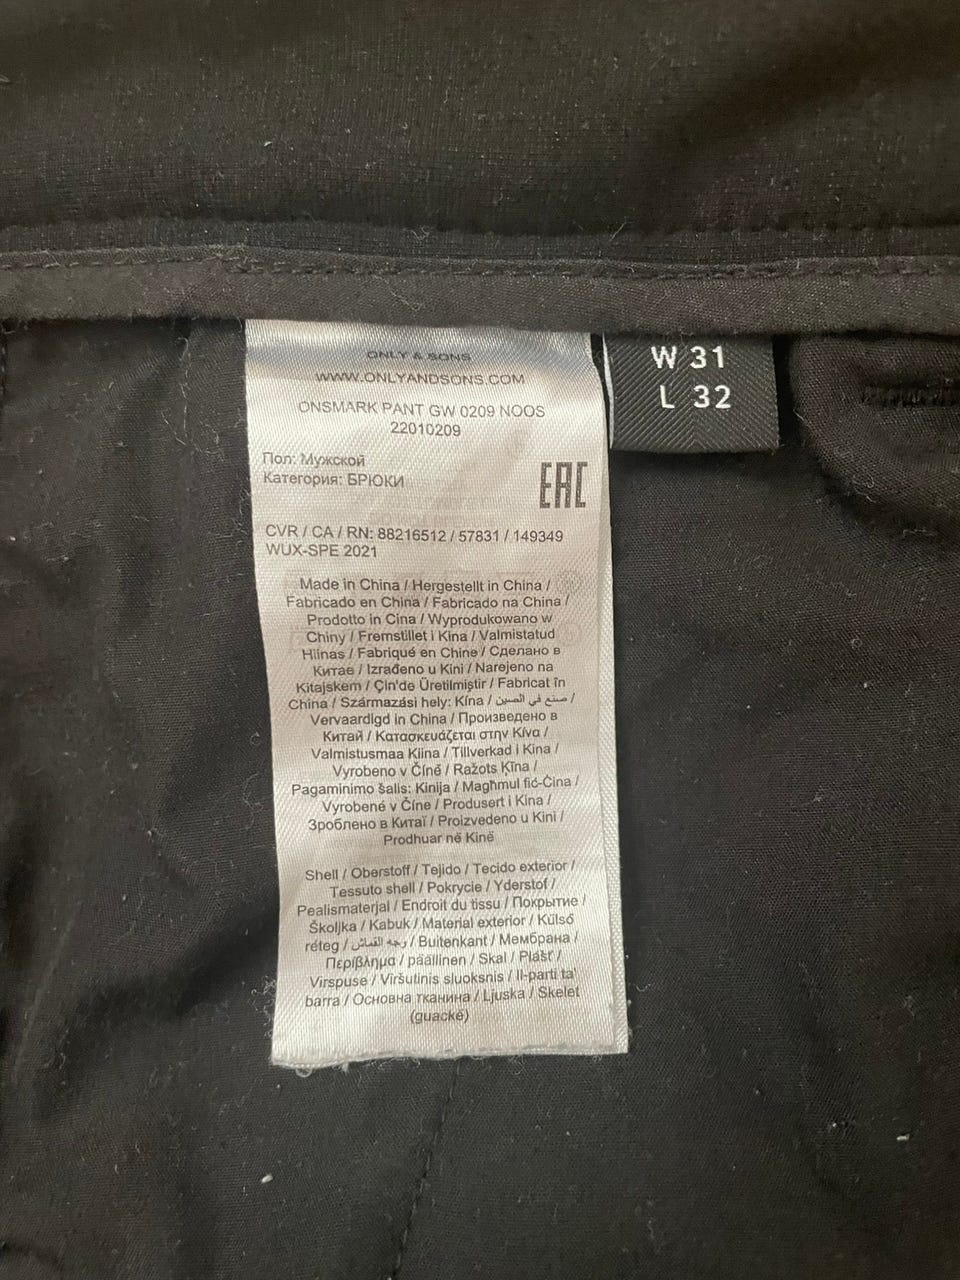 ONLY & SONS
WWW.ONLYANDSONS.COM
ONSMARK PANT GW 0209 NOOS
22010209
Пол: Мужской
Категория: БРЮКИ
EAC
CVR / CA / RN: 88216512 / 57831 / 149349
WUX-SPE 2021
Made in China / Hergestellt in China /
Fabricado en China / Fabricado na China /
Prodotto in Cina / Wyprodukowano w
Chiny / Fremstillet i Kina / Valmistatud
Hiinas / Fabriqué en Chine / Сделано в
Китае / Izrađeno u Kini / Narejeno na
Kitajskem / Çin'de Üretilmiştir / Fabricat în
China / Származási hely: Kína / صنع في الصين /
Vervaardigd in China / Произведено в
Китай / Κατασκευάζεται στην Κίνα /
Valmistusmaa Kiina / Tillverkad i Kina /
Vyrobeno v Číně / Ražots Ķīna /
Pagaminimo šalis: Kinija / Magħmul fiċ-Ċina /
Vyrobené v Číne / Produsert i Kina /
Зроблено в Китаї / Proizvedeno u Kini /
Prodhuar në Kinë
Shell / Oberstoff / Tejido / Tecido exterior /
Tessuto shell / Pokrycie / Yderstof /
Pealismaterjal / Endroit du tissu / Покрытие /
Školjka / Kabuk / Material exterior / Külső
réteg / وجه القماش / Buitenkant / Мембрана /
Περίβλημα / päällinen / Skal / Plášť /
Virspuse / Viršutinis sluoksnis / Il-parti ta'
barra / Основна тканина / Ljuska / Skelet
(guackë)
W 31
L 32